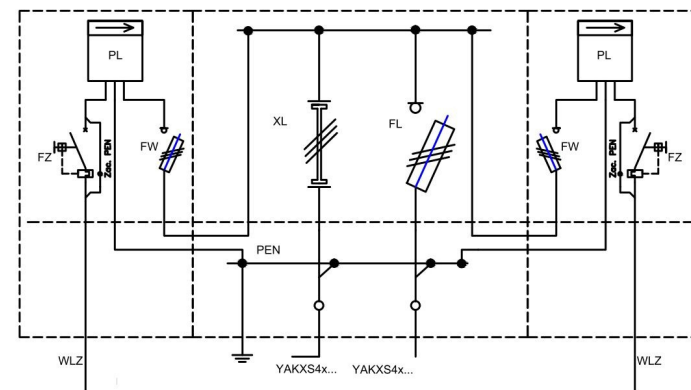 PL
PL
XL
FL
FZ
Zac. PEN
FW
FW
Zac. PEN
FZ
PEN
WLZ
YAKXS4x...
YAKXS4x...
WLZ